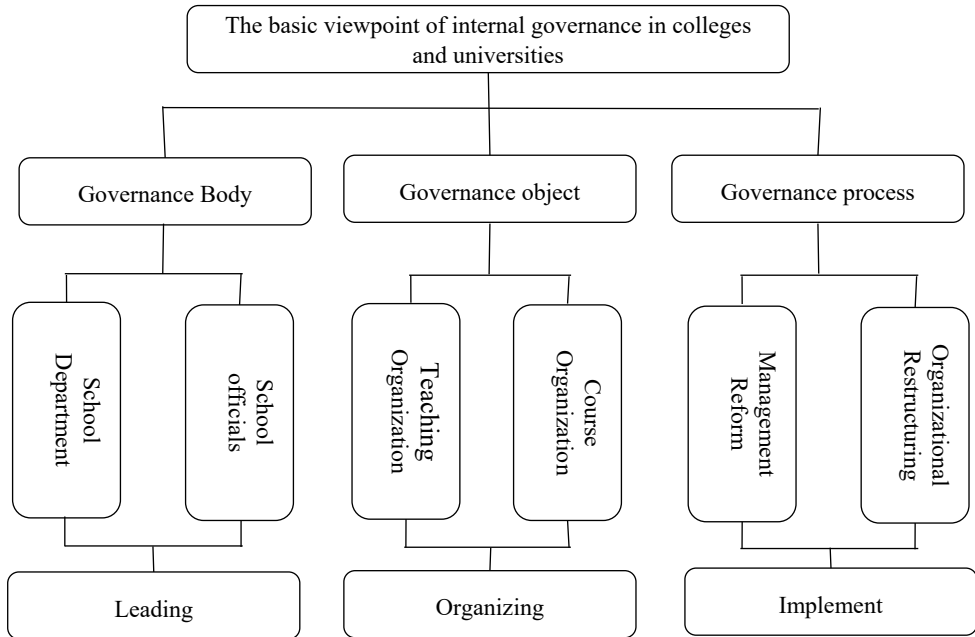 The basic viewpoint of internal governance in colleges
and universities
Governance Body
Governance object
Governance process
School
Department
School
officials
Teaching
Organization
Course
Organization
Management
Reform
Organizational
Restructuring
Leading
Organizing
Implement